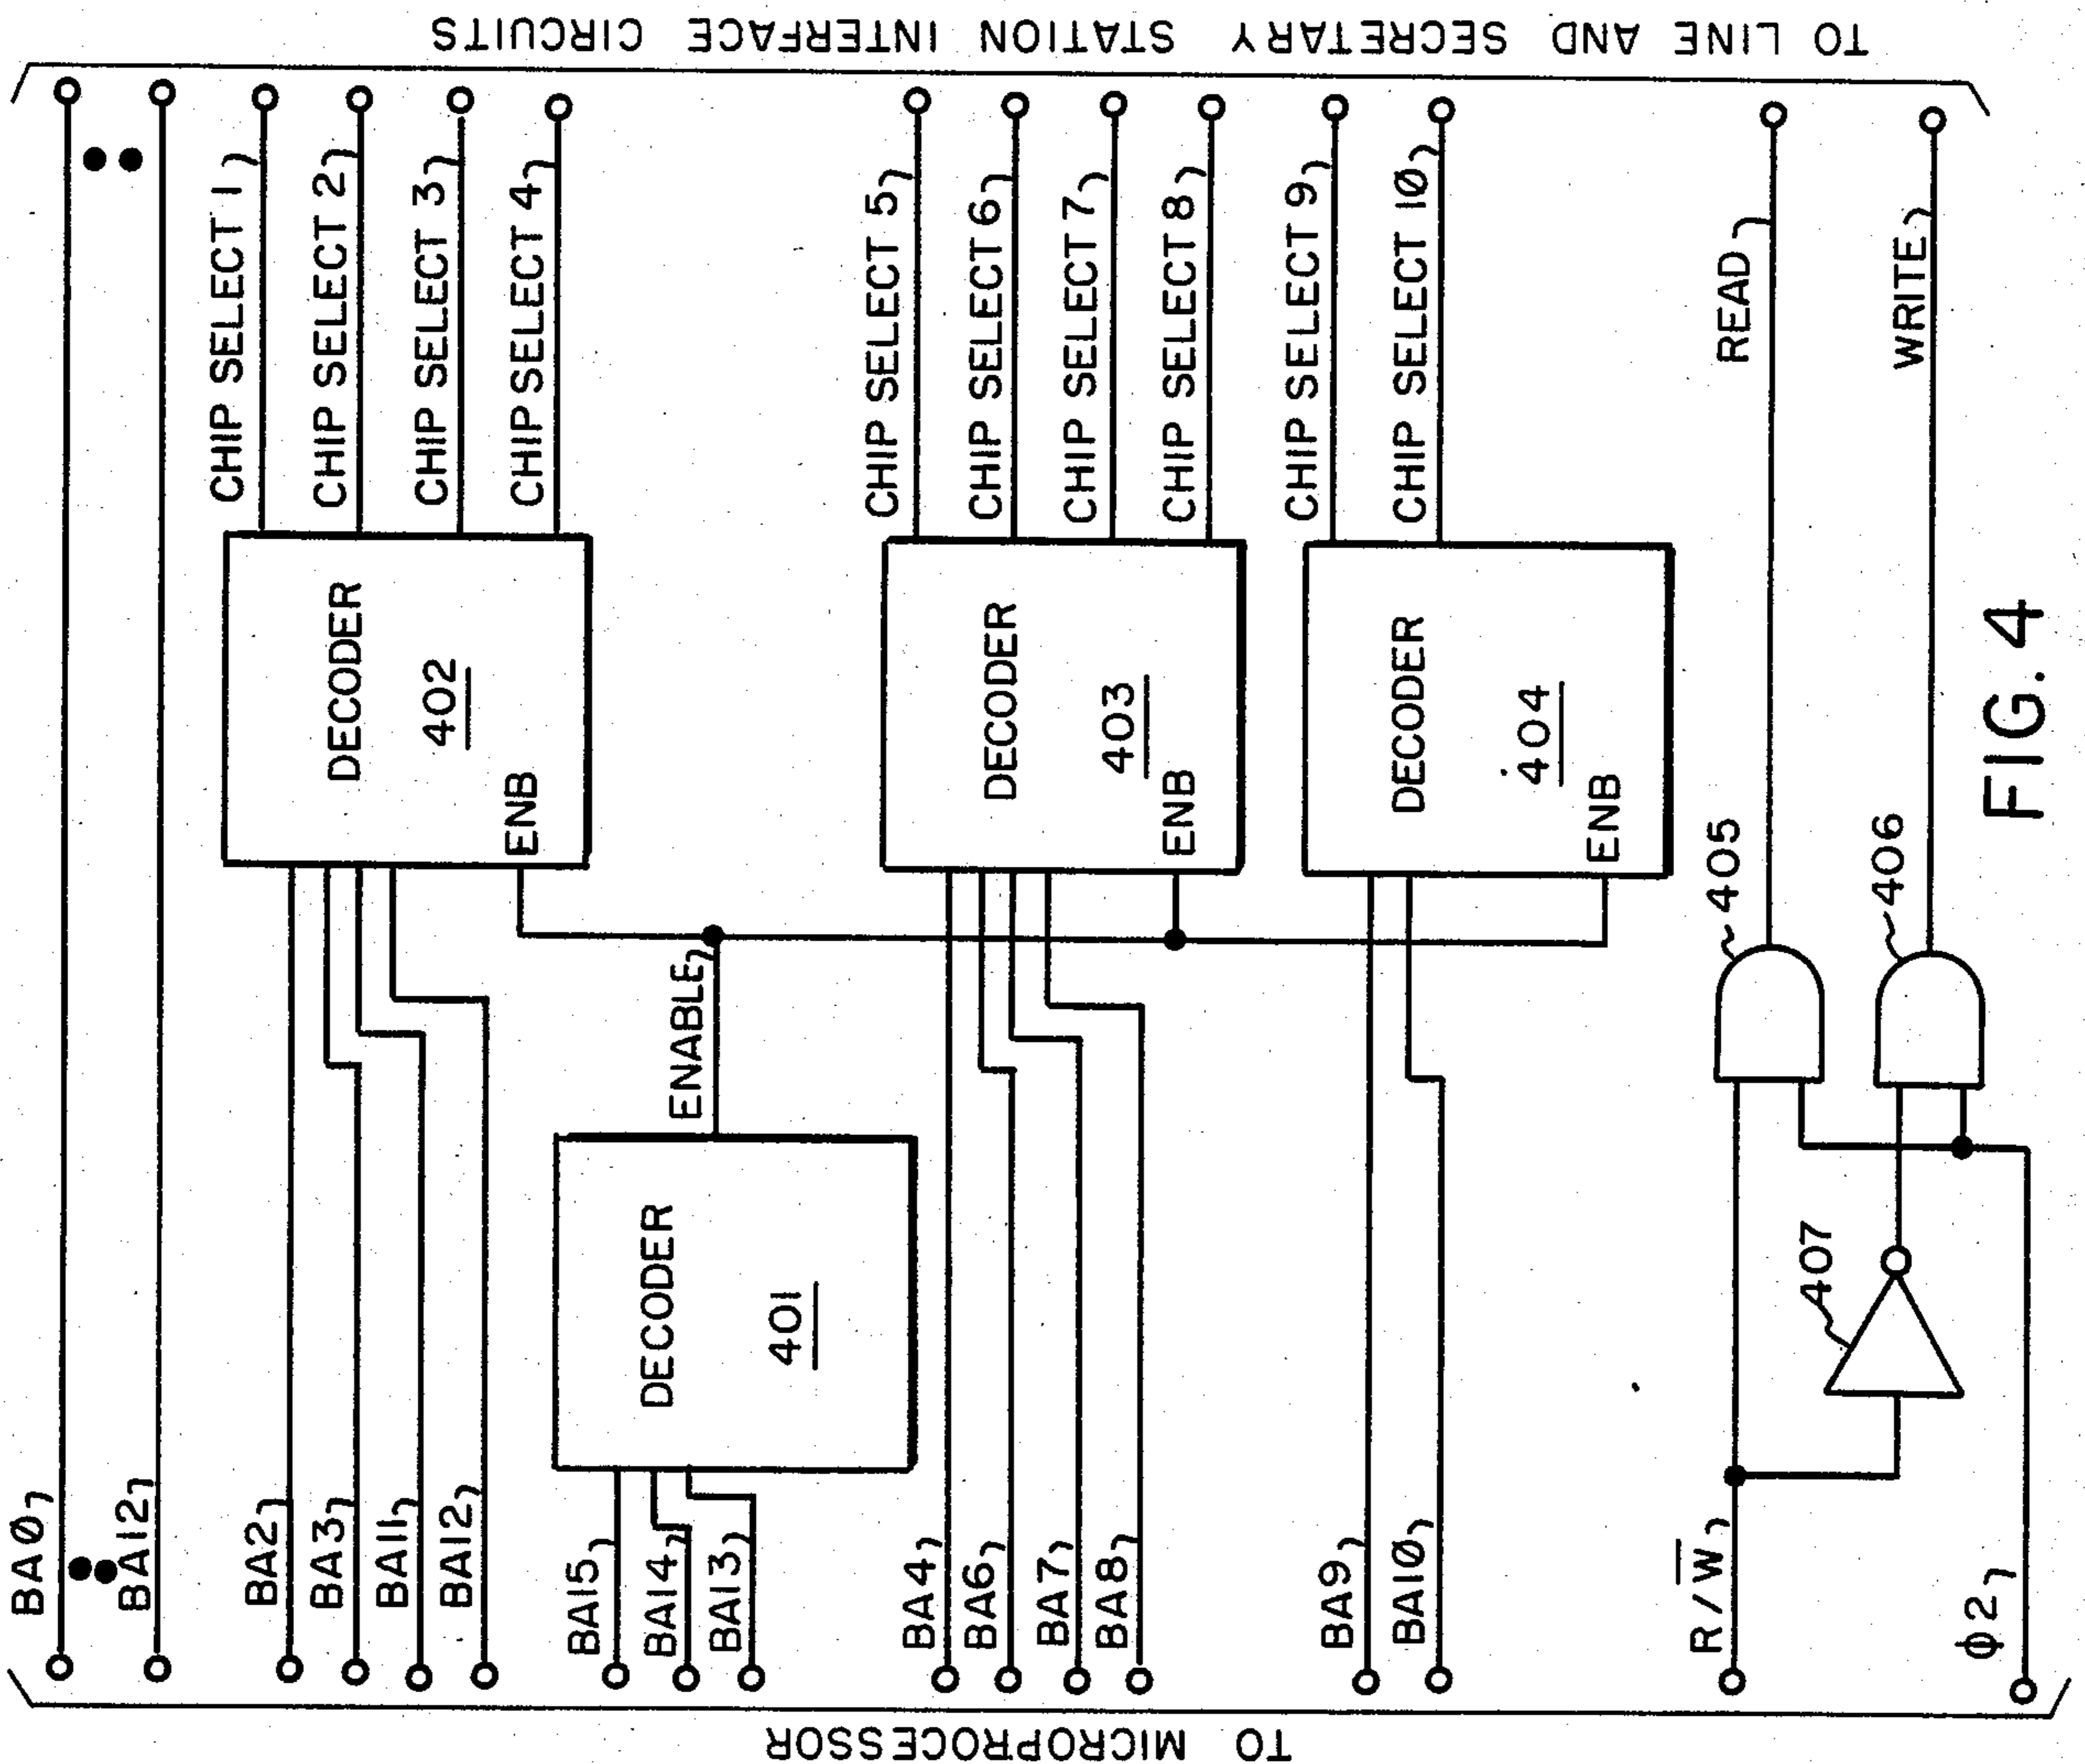 TO LINE AND SECRETARY STATION INTERFACE CIRCUITS
BA0
BA12
BA2
BA3
BA11
BA12
BA15
BA14
BA13
BA4
BA6
BA7
BA8
BA9
BA10
R/W̅
φ2
TO MICROPROCESSOR
DECODER
401
ENABLE
DECODER
402
ENB
DECODER
403
ENB
DECODER
404
ENB
405
406
407
CHIP SELECT 1
CHIP SELECT 2
CHIP SELECT 3
CHIP SELECT 4
CHIP SELECT 5
CHIP SELECT 6
CHIP SELECT 7
CHIP SELECT 8
CHIP SELECT 9
CHIP SELECT 10
READ
WRITE
FIG. 4